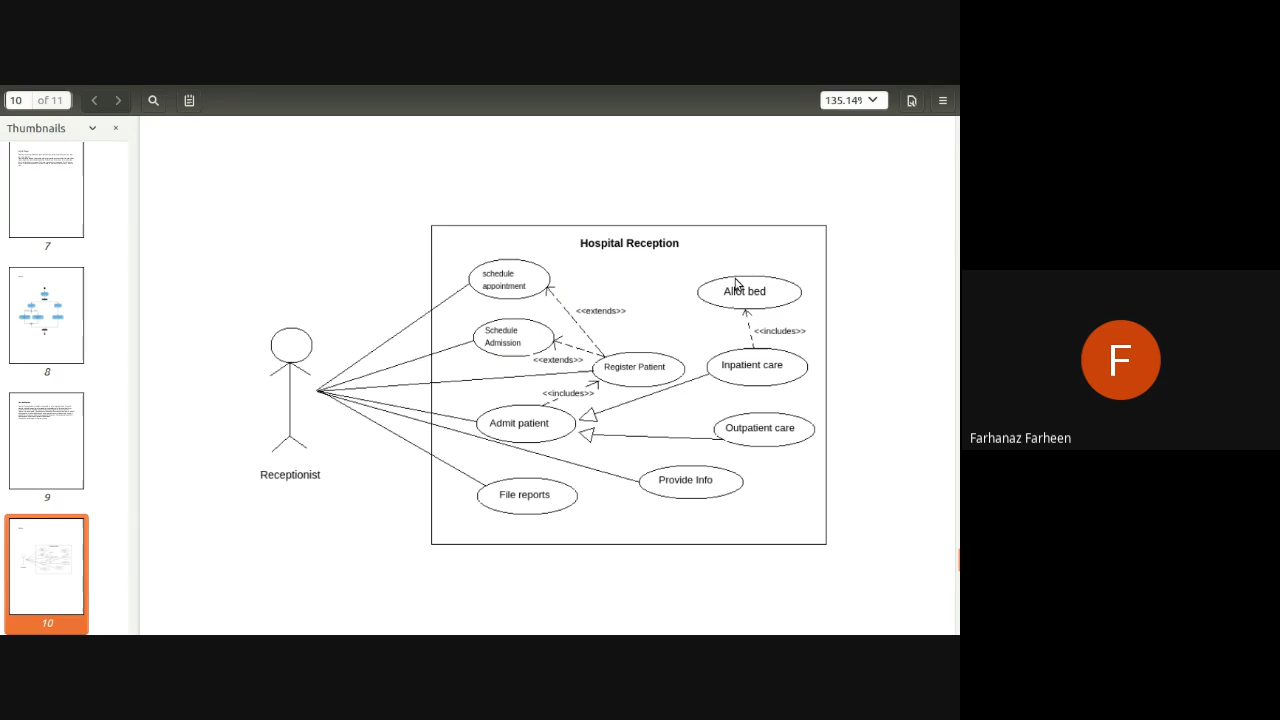 10 of 11
135.14%
Thumbnails
7
8
9
10
Hospital Reception
schedule
appointment
Allot bed
<<extends>>
<<includes>>
Schedule
Admission
<<extends>>
Register Patient
Inpatient care
<<includes>>
Admit patient
Outpatient care
Receptionist
Provide Info
File reports
F
Farhanaz Farheen